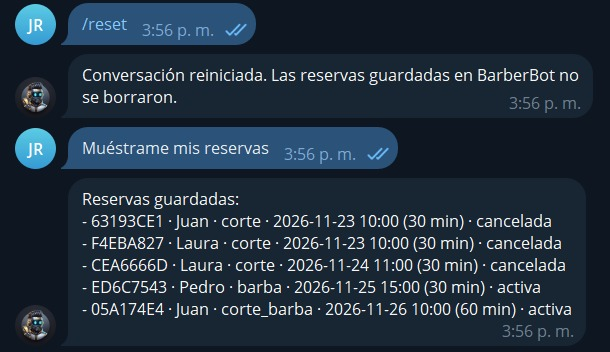 JR
/reset 3:56 p. m.
Conversación reiniciada. Las reservas guardadas en BarberBot no
se borraron.
3:56 p. m.
JR
Muéstrame mis reservas 3:56 p. m.
Reservas guardadas:
- 63193CE1 · Juan · corte · 2026-11-23 10:00 (30 min) · cancelada
- F4EBA827 · Laura · corte · 2026-11-23 10:00 (30 min) · cancelada
- CEA6666D · Laura · corte · 2026-11-24 11:00 (30 min) · cancelada
- ED6C7543 · Pedro · barba · 2026-11-25 15:00 (30 min) · activa
- 05A174E4 · Juan · corte_barba · 2026-11-26 10:00 (60 min) · activa
3:56 p. m.